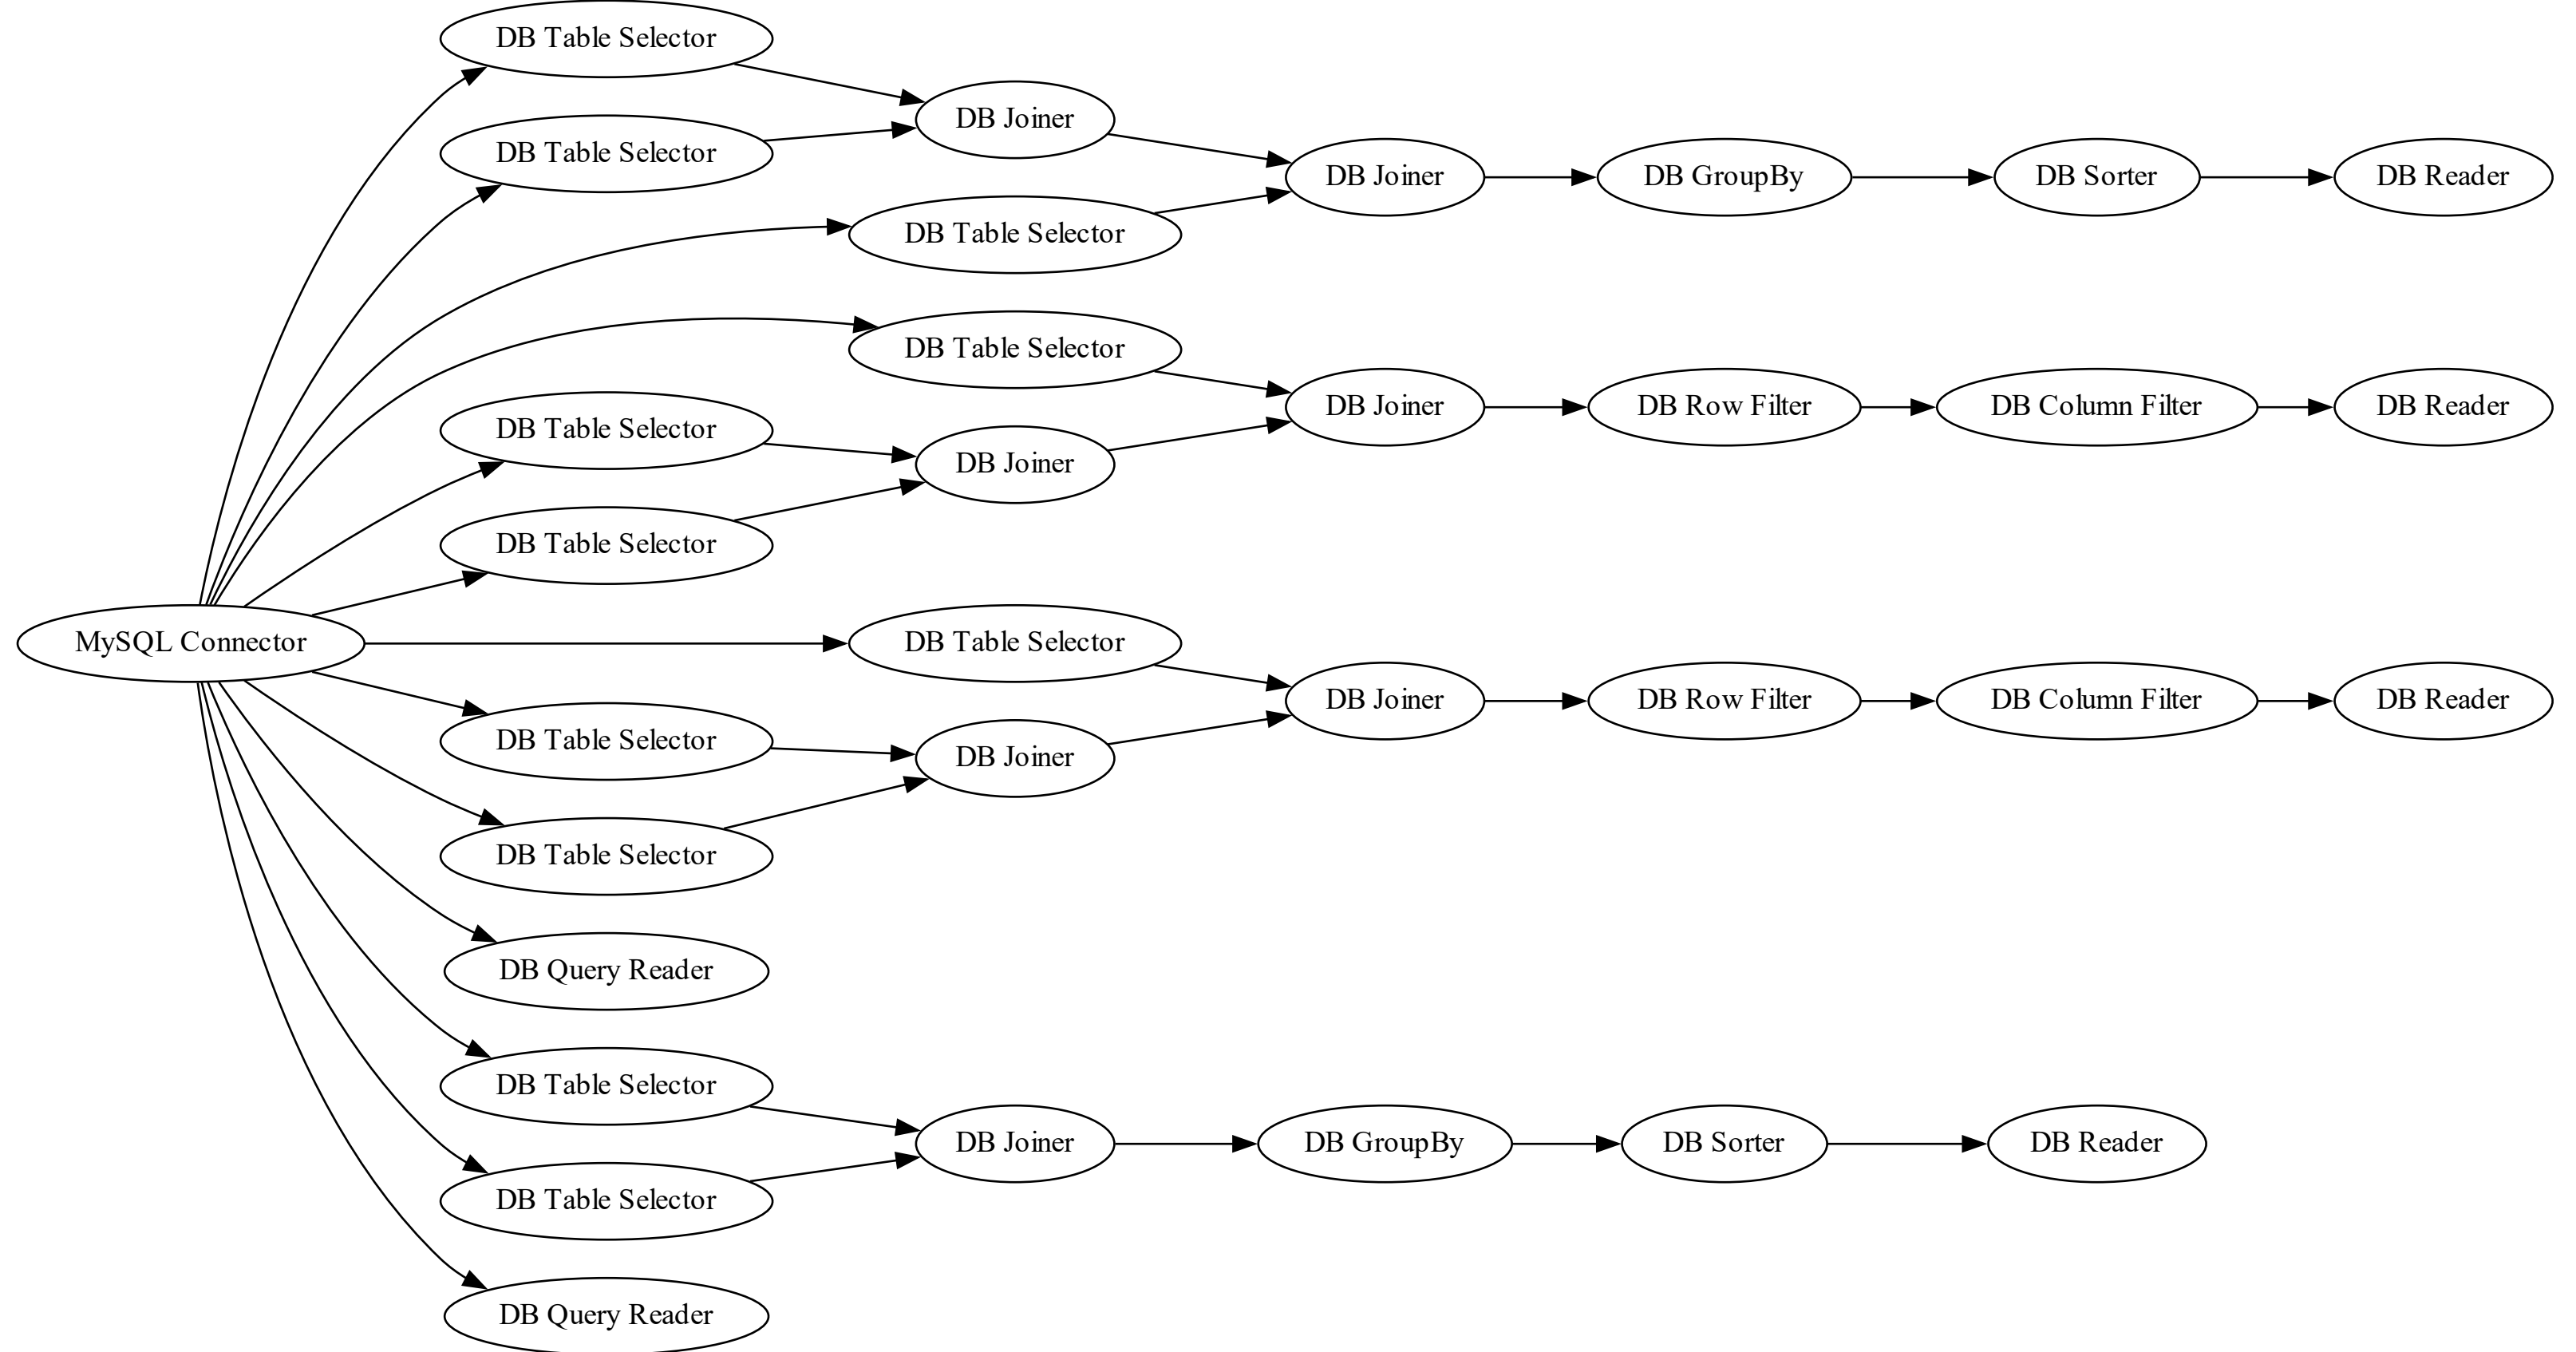 DB Table Selector
DB Table Selector
DB Joiner
DB Table Selector
DB Joiner
DB GroupBy
DB Sorter
DB Reader
DB Table Selector
DB Table Selector
DB Table Selector
DB Joiner
DB Joiner
DB Row Filter
DB Column Filter
DB Reader
MySQL Connector
DB Table Selector
DB Table Selector
DB Table Selector
DB Joiner
DB Joiner
DB Row Filter
DB Column Filter
DB Reader
DB Query Reader
DB Table Selector
DB Table Selector
DB Joiner
DB GroupBy
DB Sorter
DB Reader
DB Query Reader